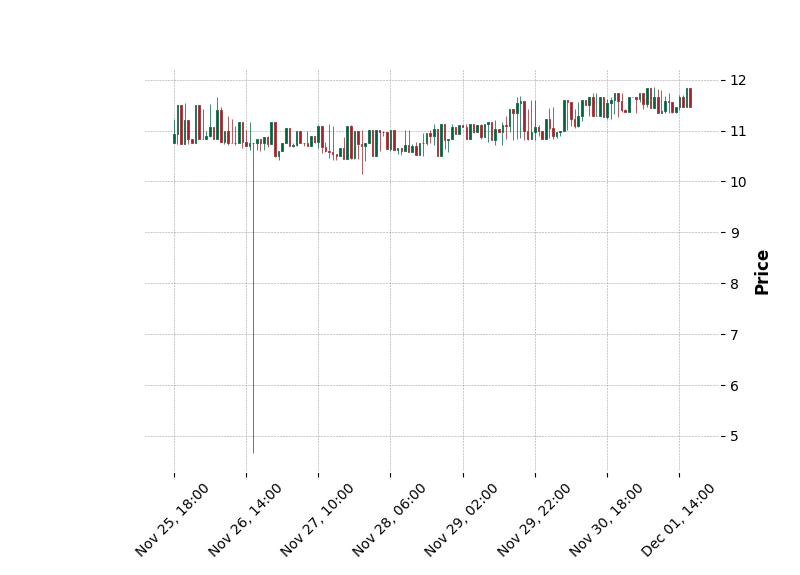 12
11
10
9
8
7
6
5
Price
Nov 25, 18:00
Nov 26, 14:00
Nov 27, 10:00
Nov 28, 06:00
Nov 29, 02:00
Nov 29, 22:00
Nov 30, 18:00
Dec 01, 14:00